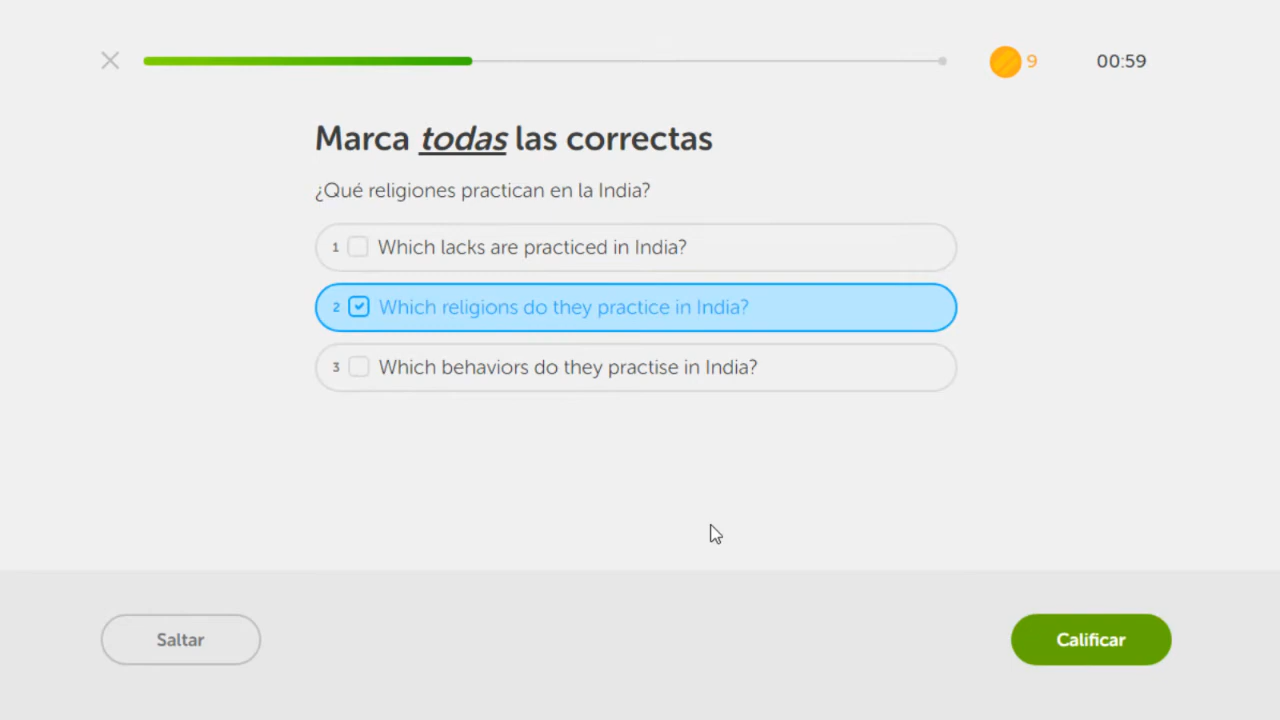 9
00:59
Marca todas las correctas
¿Qué religiones practican en la India?
1 Which lacks are practiced in India?
2 Which religions do they practice in India?
3 Which behaviors do they practise in India?
Saltar
Calificar